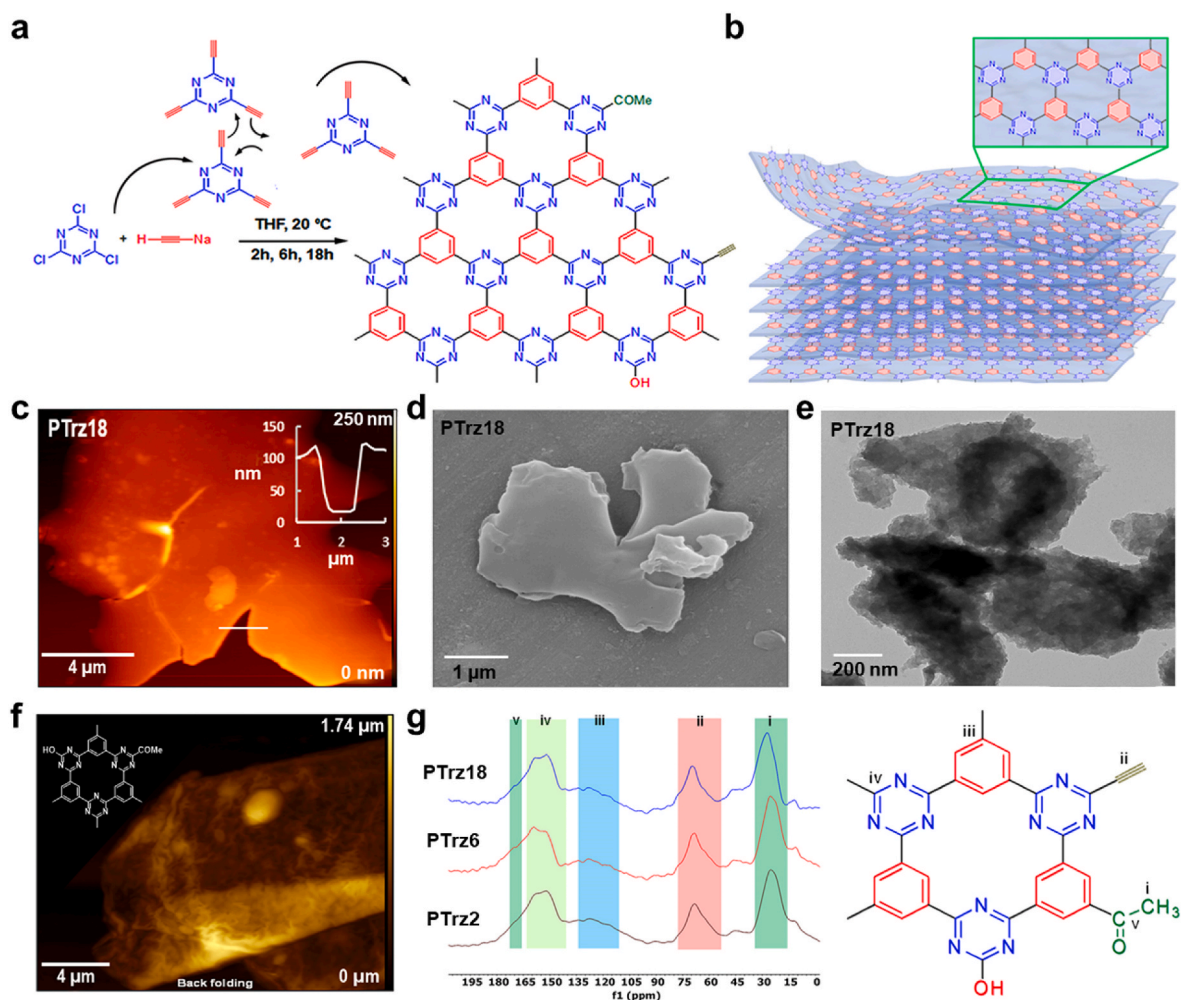 a
b
COMe
Cl
Cl
Cl
+
H
Na
THF, 20 ºC
2h, 6h, 18h
OH
c
PTrz18
250 nm
150
100
50
0
nm
1
2
3
µm
4 µm
0 nm
d
PTrz18
1 µm
e
PTrz18
200 nm
f
1.74 µm
HO
COMe
4 µm
Back folding
0 µm
g
v
iv
iii
ii
i
PTrz18
PTrz6
PTrz2
195 180 165 150 135 120 105 90 75 60 45 30 15 0
f1 (ppm)
iii
ii
iv
N
N
N
N
N
N
i
CH3
C
v
O
N
N
N
OH